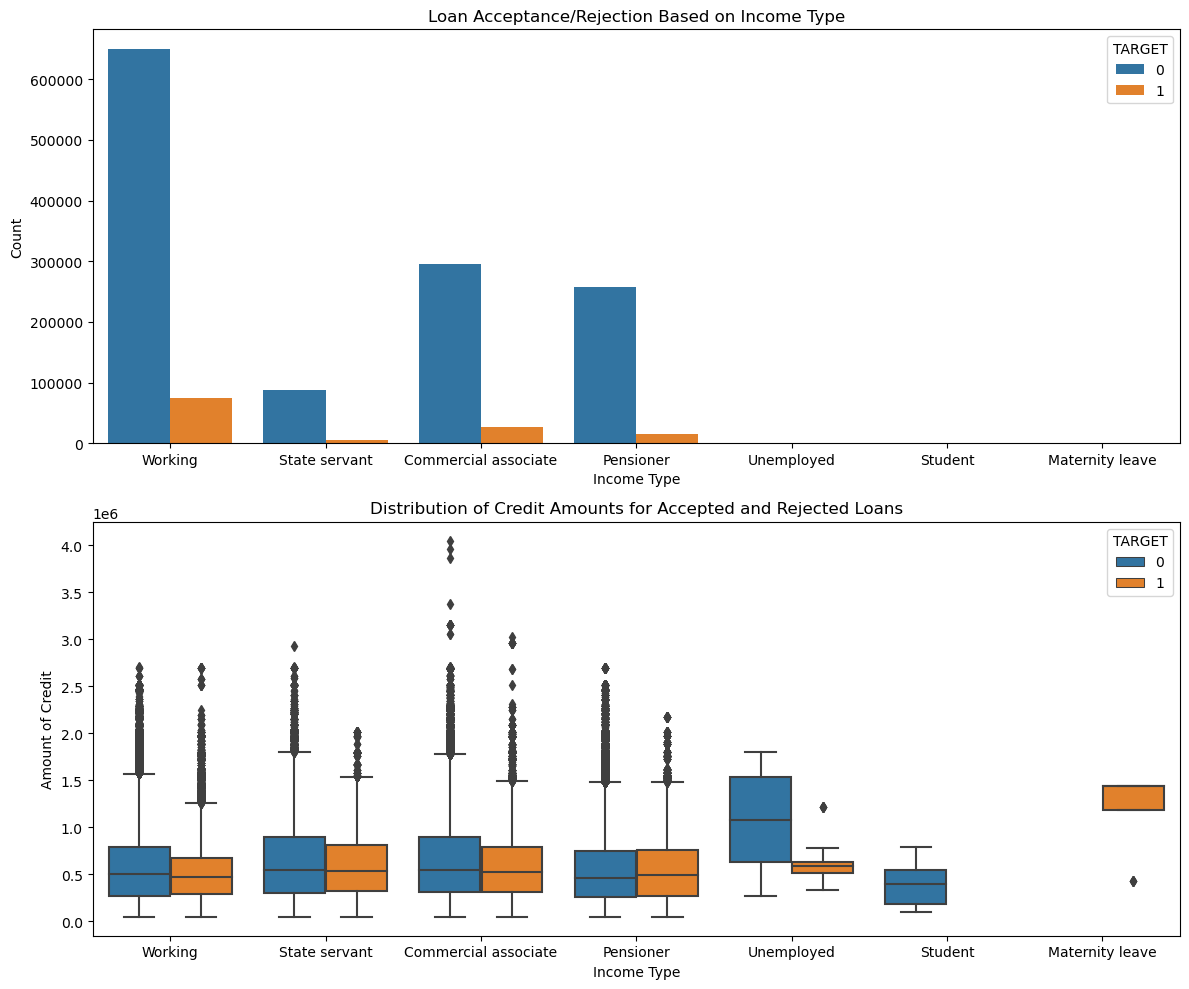 Loan Acceptance/Rejection Based on Income Type
TARGET
0
1
600000
500000
400000
300000
200000
100000
0
Count
Working State servant Commercial associate Pensioner Unemployed Student Maternity leave
Income Type
Distribution of Credit Amounts for Accepted and Rejected Loans
1e6
TARGET
0
1
4.0
3.5
3.0
2.5
2.0
1.5
1.0
0.5
0.0
Amount of Credit
Working State servant Commercial associate Pensioner Unemployed Student Maternity leave
Income Type